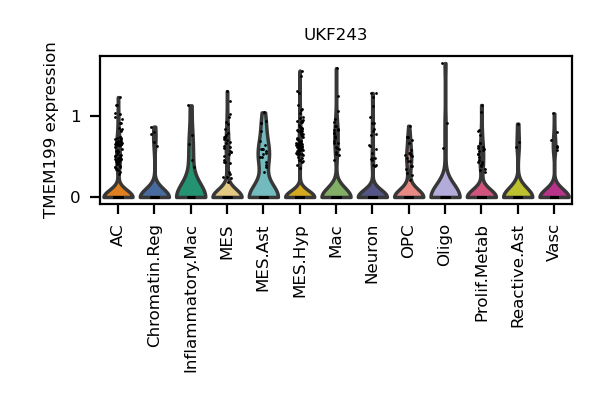 UKF243
TMEM199 expression
1
0
AC
Chromatin.Reg
Inflammatory.Mac
MES
MES.Ast
MES.Hyp
Mac
Neuron
OPC
Oligo
Prolif.Metab
Reactive.Ast
Vasc